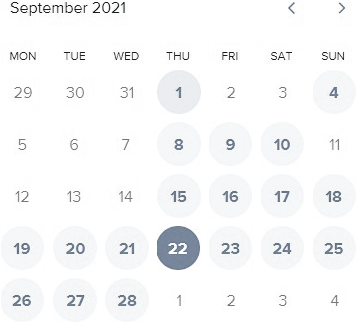 September 2021
MON TUE WED THU FRI SAT SUN
29 30 31 1 2 3 4
5 6 7 8 9 10 11
12 13 14 15 16 17 18
19 20 21 22 23 24 25
26 27 28 1 2 3 4